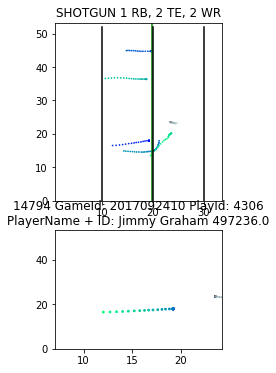 SHOTGUN 1 RB, 2 TE, 2 WR
50
40
30
20
10
0
10 20 30
14794 GameId: 2017092410 PlayId: 4306
PlayerName + ID: Jimmy Graham 497236.0
40
20
0
10 15 20